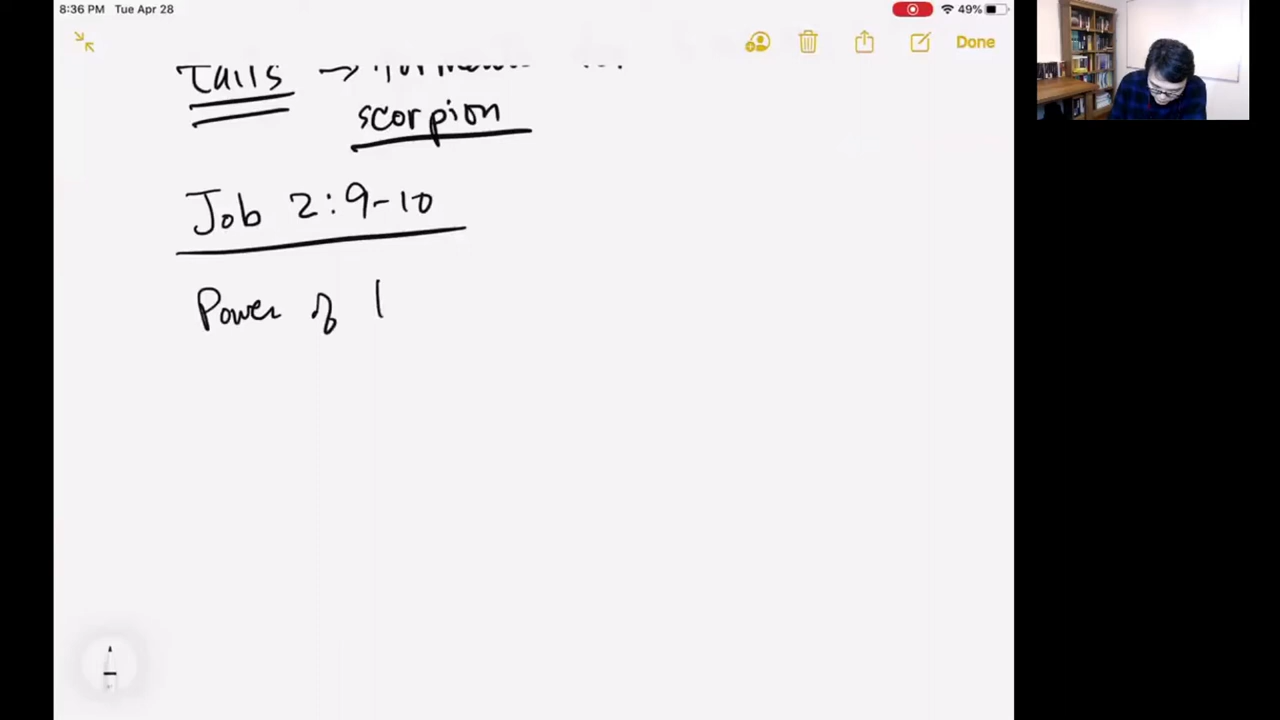 8:36 PM Tue Apr 28
49%
Done
Tails →
scorpion
Job 2:9-10
Power of